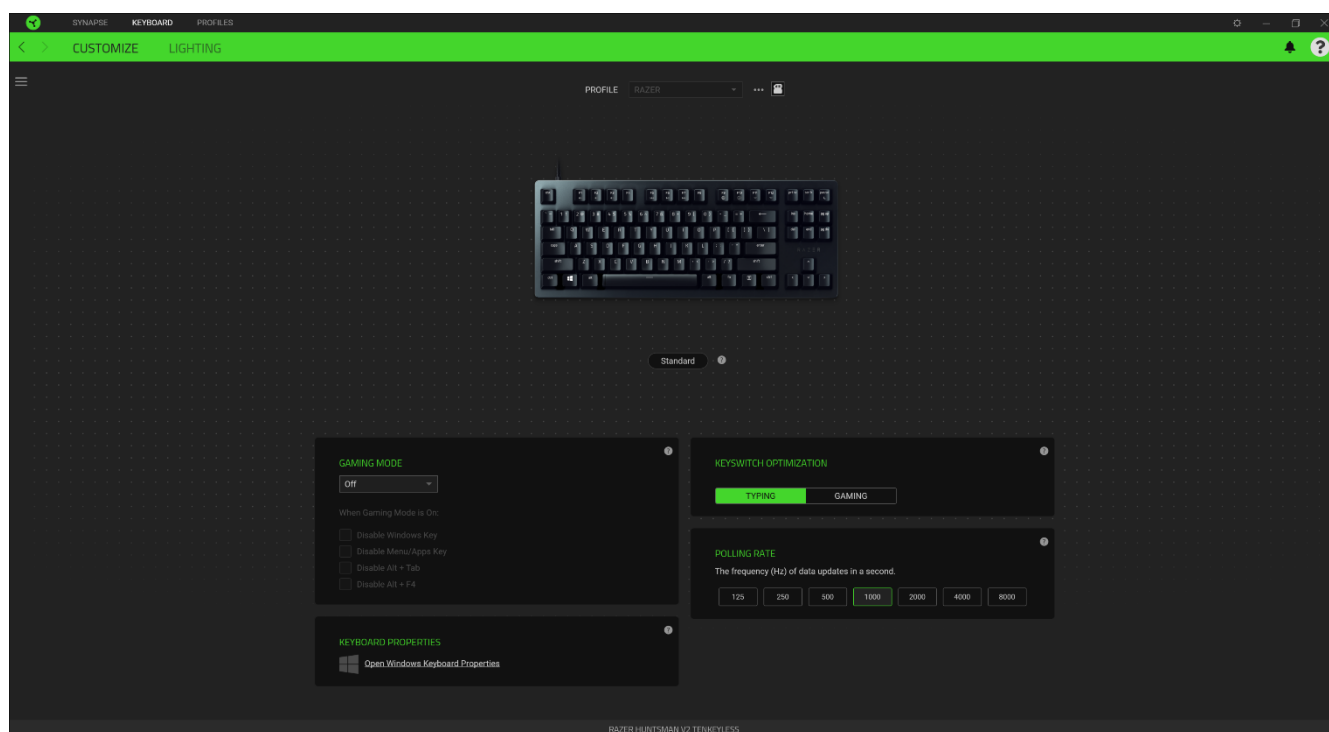 SYNAPSE KEYBOARD PROFILES
CUSTOMIZE LIGHTING
PROFILE RAZER
Standard
GAMING MODE
Off
When Gaming Mode is On:
Disable Windows Key
Disable Menu/Apps Key
Disable Alt + Tab
Disable Alt + F4
KEYBOARD PROPERTIES
Open Windows Keyboard Properties
KEYSWITCH OPTIMIZATION
TYPING GAMING
POLLING RATE
The frequency (Hz) of data updates in a second.
125 250 500 1000 2000 4000 8000
RAZER HUNTSMAN V2 TENKEYLESS